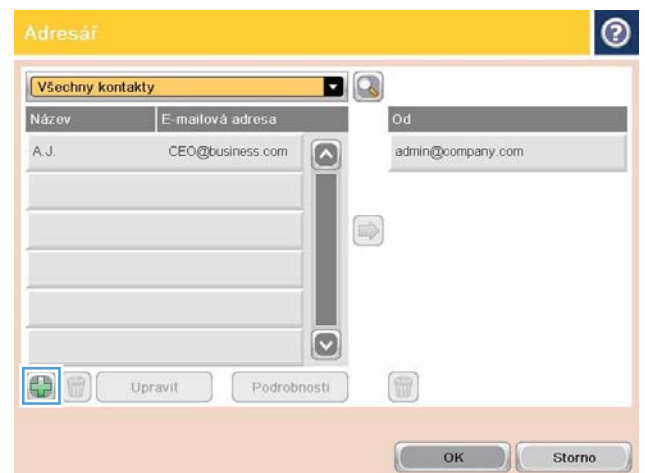 Adresář
Všechny kontakty
Název E-mailová adresa Od
A.J. CEO@business.com admin@company.com
Upravit Podrobnosti
OK Storno